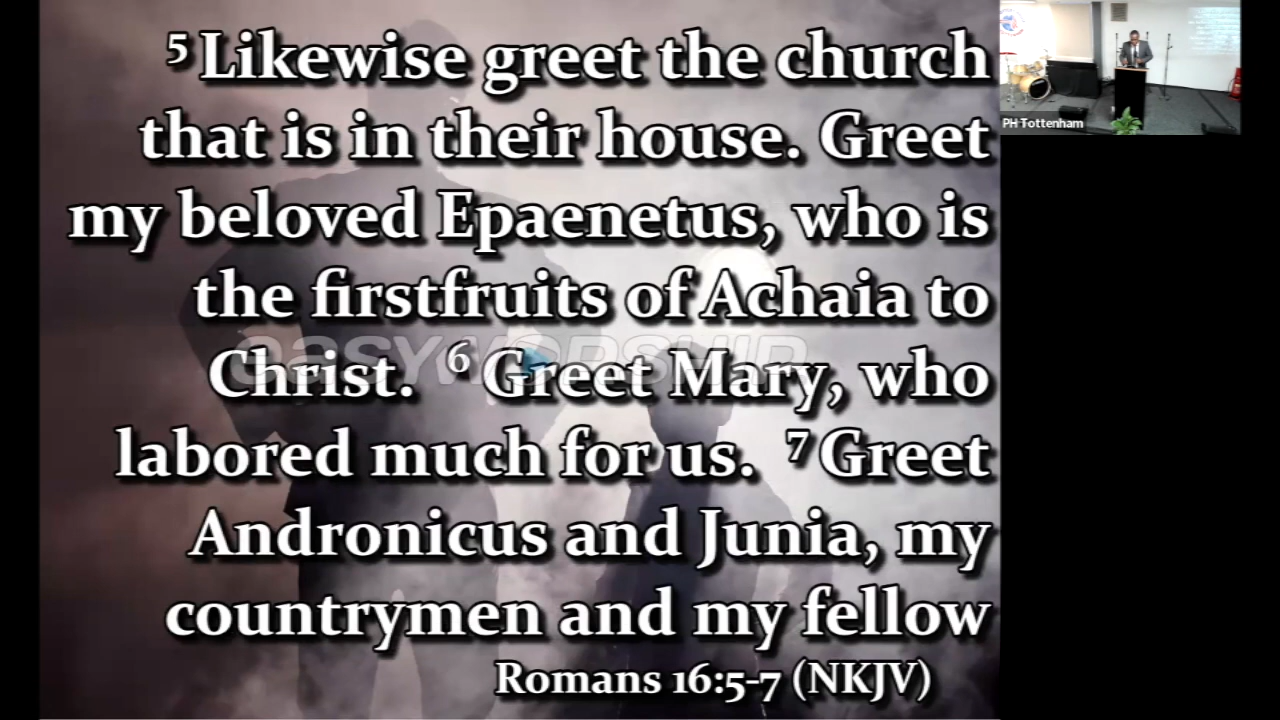 ⁵ Likewise greet the church
that is in their house. Greet
my beloved Epaenetus, who is
the firstfruits of Achaia to
Christ. ⁶ Greet Mary, who
labored much for us. ⁷ Greet
Andronicus and Junia, my
countrymen and my fellow
Romans 16:5-7 (NKJV)
easyworship
PH Tottenham